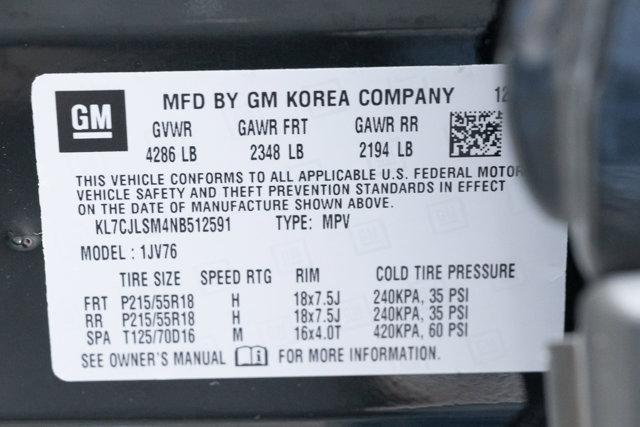 GM
MFD BY GM KOREA COMPANY 12
GVWR GAWR FRT GAWR RR
4286 LB 2348 LB 2194 LB
THIS VEHICLE CONFORMS TO ALL APPLICABLE U.S. FEDERAL MOTOR
VEHICLE SAFETY AND THEFT PREVENTION STANDARDS IN EFFECT
ON THE DATE OF MANUFACTURE SHOWN ABOVE.
KL7CJLSM4NB512591 TYPE: MPV
MODEL : 1JV76
TIRE SIZE SPEED RTG RIM COLD TIRE PRESSURE
FRT P215/55R18 H 18x7.5J 240KPA, 35 PSI
RR P215/55R18 H 18x7.5J 240KPA, 35 PSI
SPA T125/70D16 M 16x4.0T 420KPA, 60 PSI
SEE OWNER'S MANUAL i FOR MORE INFORMATION.